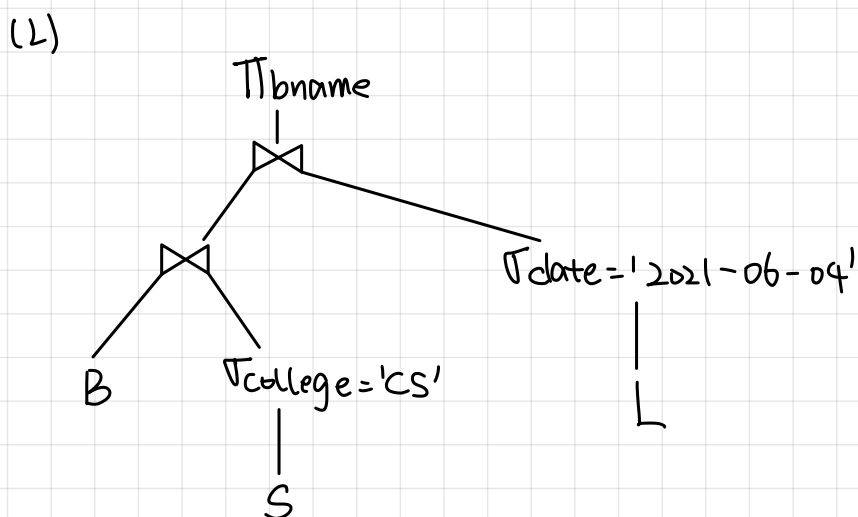 (2)
Πbname
⋈
⋈
σdate='2021-06-04'
B
σcollege='CS'
L
S